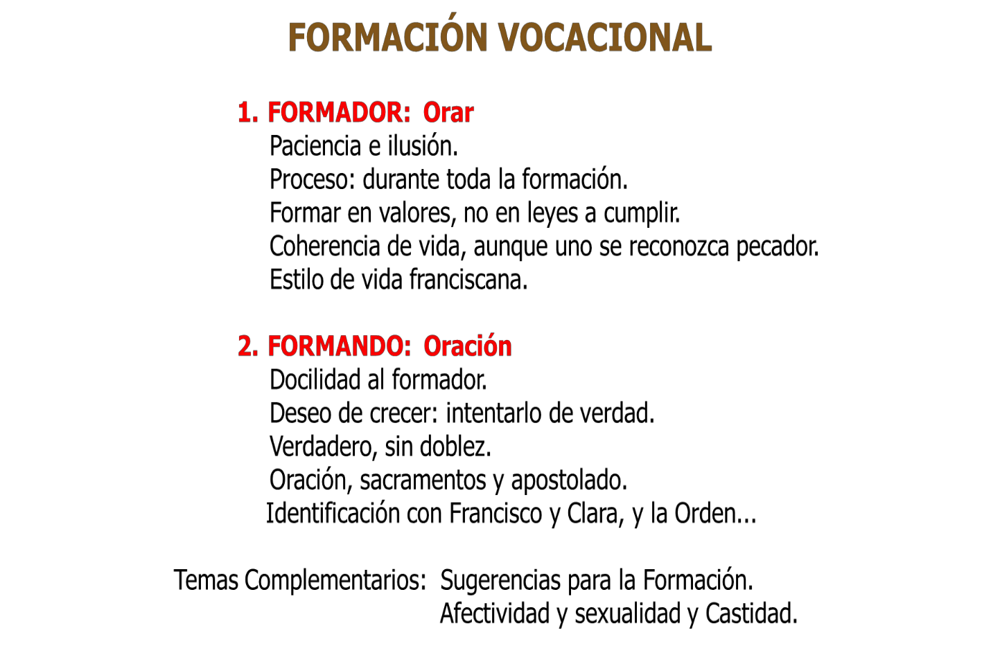 FORMACIÓN VOCACIONAL
1. FORMADOR: Orar
Paciencia e ilusión.
Proceso: durante toda la formación.
Formar en valores, no en leyes a cumplir.
Coherencia de vida, aunque uno se reconozca pecador.
Estilo de vida franciscana.
2. FORMANDO: Oración
Docilidad al formador.
Deseo de crecer: intentarlo de verdad.
Verdadero, sin doblez.
Oración, sacramentos y apostolado.
Identificación con Francisco y Clara, y la Orden...
Temas Complementarios: Sugerencias para la Formación.
Afectividad y sexualidad y Castidad.